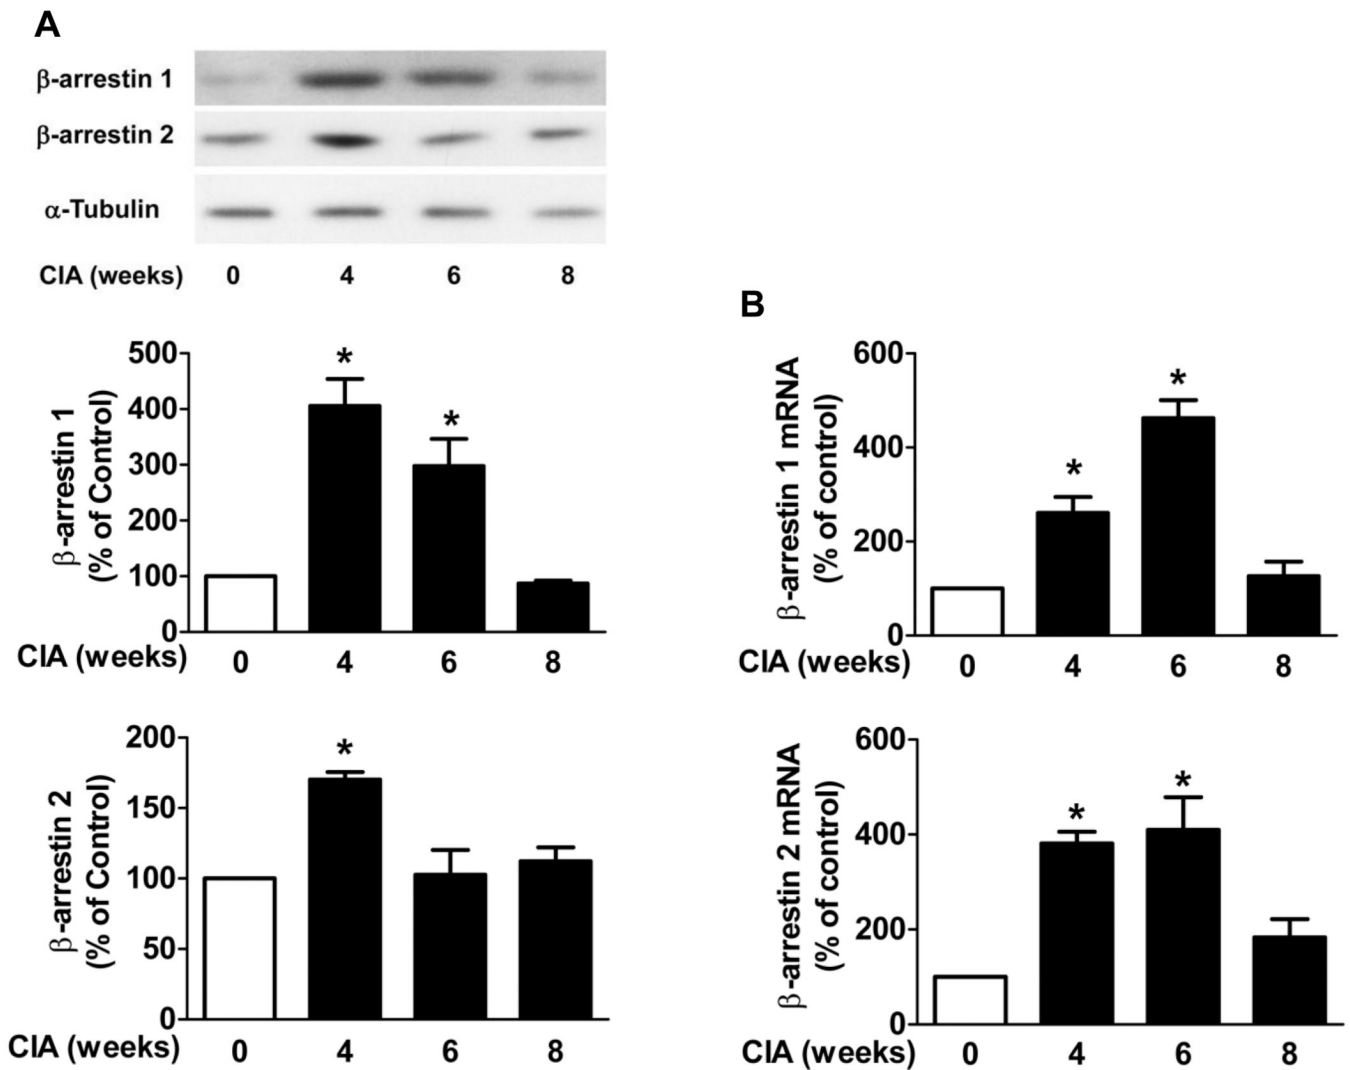 A
β-arrestin 1
β-arrestin 2
α-Tubulin
CIA (weeks) 0 4 6 8
β-arrestin 1
(% of Control)
500
400
300
200
100
0
* *
CIA (weeks) 0 4 6 8
β-arrestin 2
(% of Control)
200
150
100
50
0
*
CIA (weeks) 0 4 6 8
B
β-arrestin 1 mRNA
(% of control)
600
400
200
0
* *
CIA (weeks) 0 4 6 8
β-arrestin 2 mRNA
(% of control)
600
400
200
0
* *
CIA (weeks) 0 4 6 8